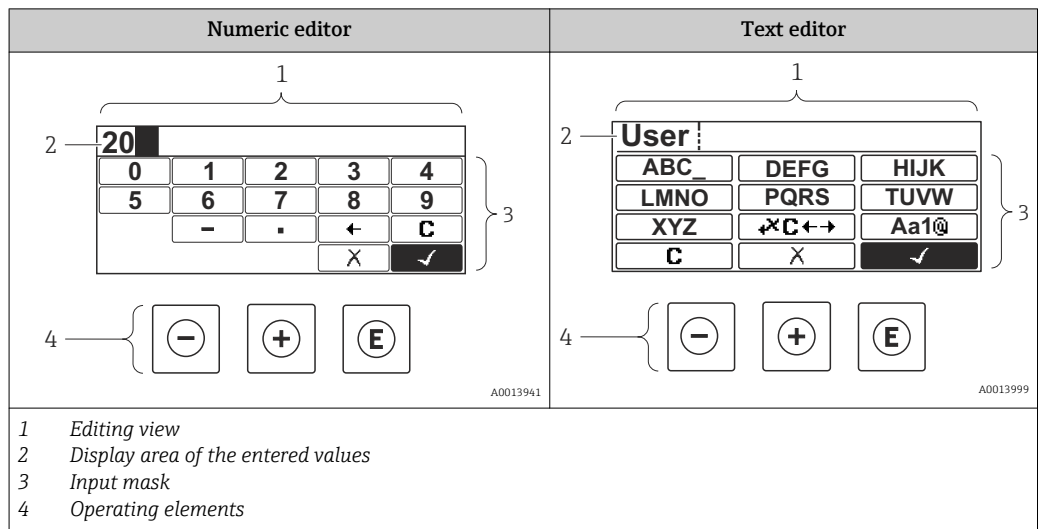 Numeric editor
Text editor
1
2
20
0 1 2 3 4
5 6 7 8 9
- . ← C
X ✓
3
4
- + E
A0013941
1
2
User
ABC_ DEFG HIJK
LMNO PQRS TUVW
XYZ ↶×C←→ Aa1@
C X ✓
3
4
- + E
A0013999
1 Editing view
2 Display area of the entered values
3 Input mask
4 Operating elements